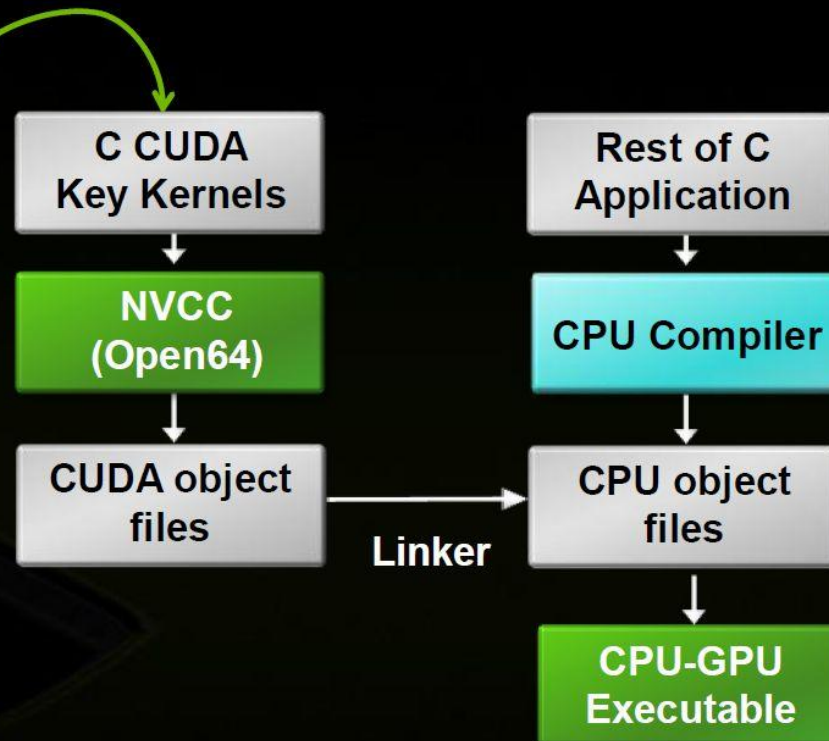 C CUDA
Key Kernels
NVCC
(Open64)
CUDA object
files
Linker
Rest of C
Application
CPU Compiler
CPU object
files
CPU-GPU
Executable